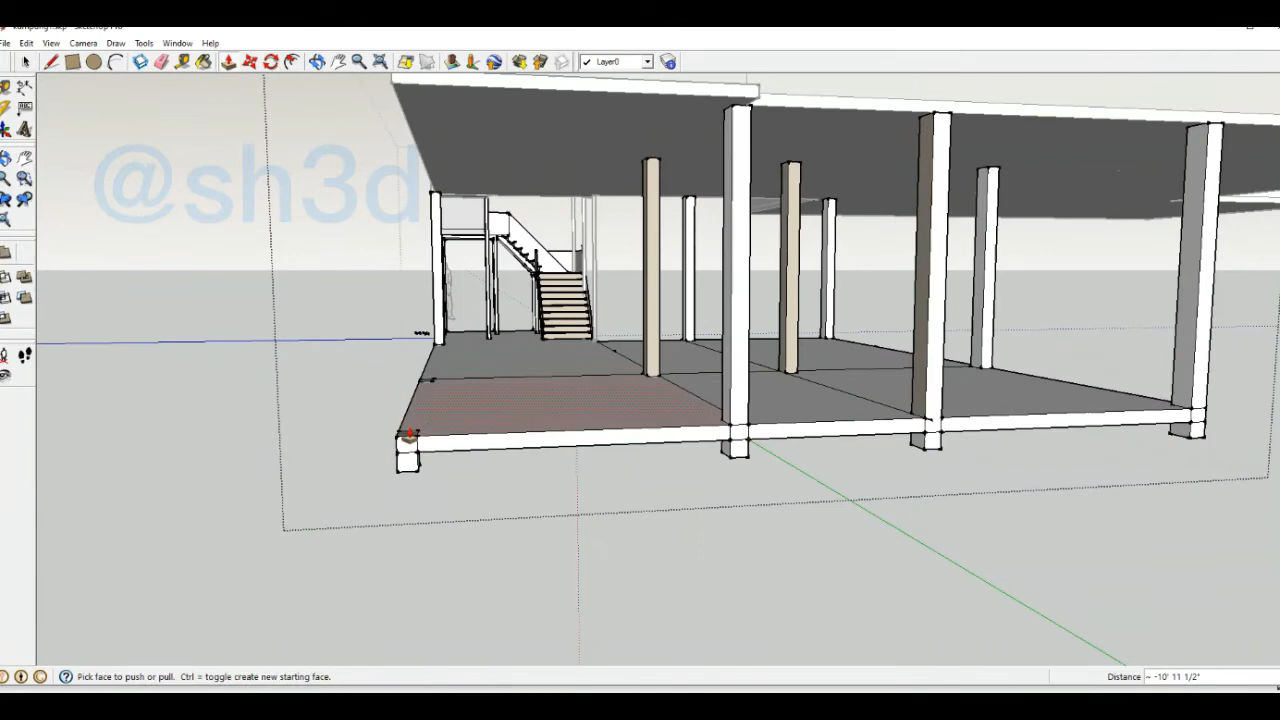 File Edit View Camera Draw Tools Window Help
Layer0
@sh3d
Pick face to push or pull. Ctrl = toggle create new starting face.
Distance ~ -10' 11 1/2"